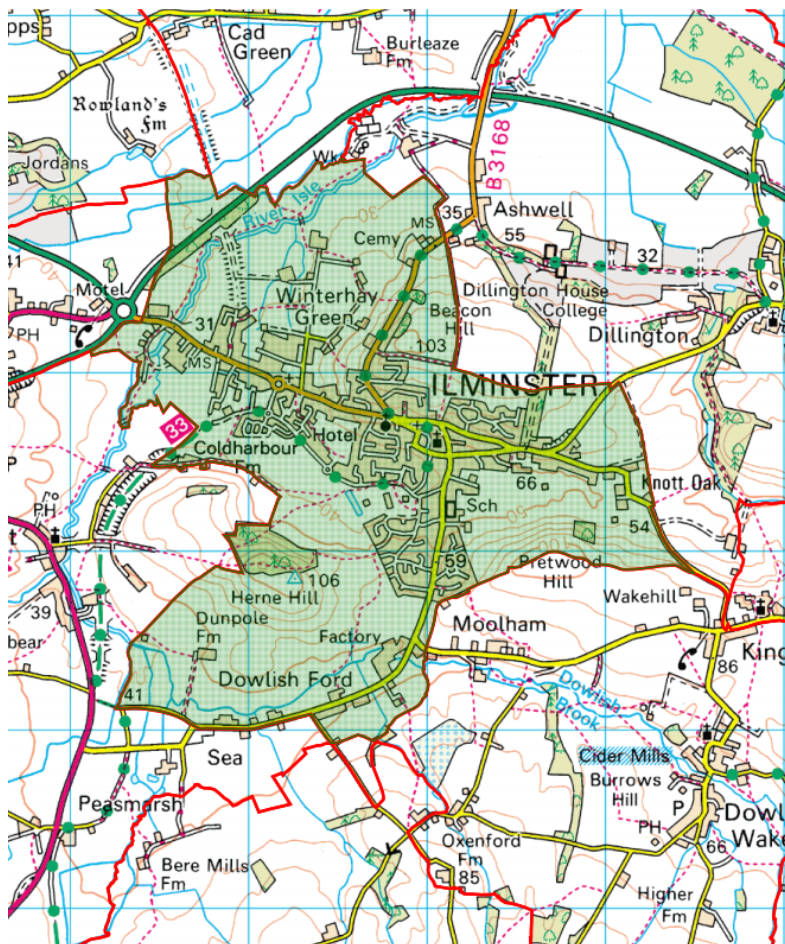 pps
Cad
Green
Burleaze
Fm
Rowland's
fm
Jordans
Wks
B3168
River Isle
30
Cemy
MS
35
Ashwell
55
32
41
40
Motel
PH
Winterhay
Green
31
MS
Beacon
Hill
103
Dillington House
College
Dillington
ILMINSTER
33
Coldharbour
Fm
Hotel
66
Knott Oak
54
Sch
40
P
PH
t
39
bear
59
Pretwood
Hill
106
Herne Hill
Dunpole
Fm
Factory
Wakehill
Moolham
King
86
Dowlish Ford
Dowlish
Brook
41
Sea
Cider Mills
Burrows
Hill
P
Dowl
Wake
PH
66
Peasmarsh
Bere Mills
Fm
Oxenford
Fm
85
Higher
Fm